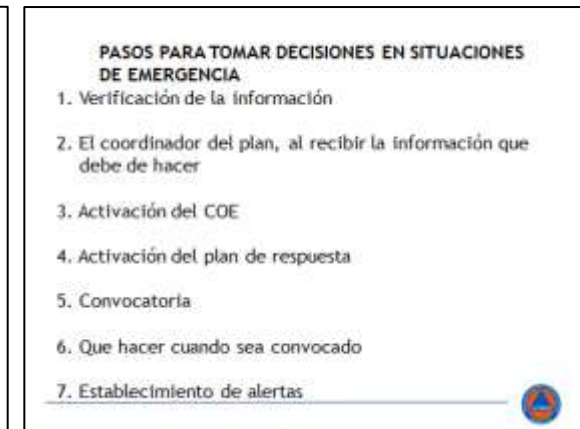 PASOS PARA TOMAR DECISIONES EN SITUACIONES
DE EMERGENCIA
1. Verificación de la información
2. El coordinador del plan, al recibir la información que
debe de hacer
3. Activación del COE
4. Activación del plan de respuesta
5. Convocatoria
6. Que hacer cuando sea convocado
7. Establecimiento de alertas